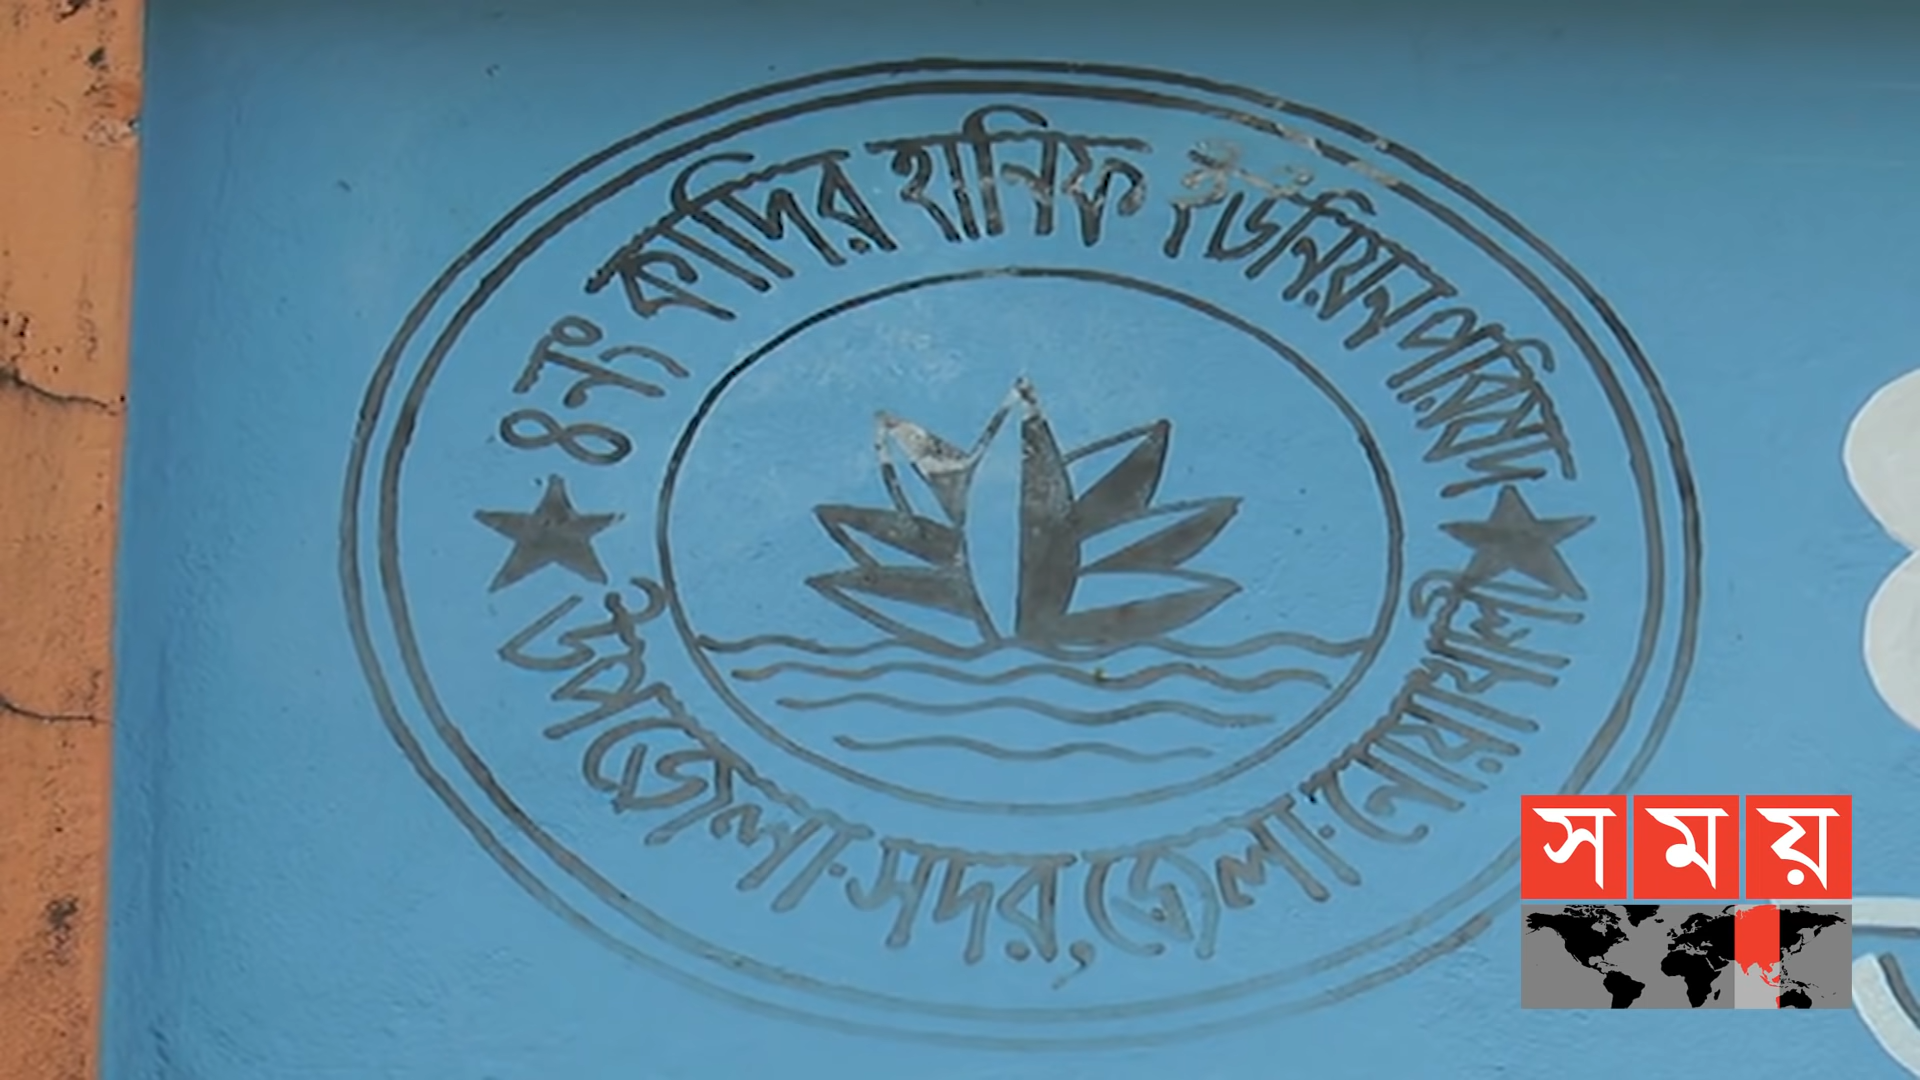 ৪নং কাদির হানিফ ইউনিয়ন পরিষদ
উপজেলা-সদর, জেলা-নোয়াখালী
সময়